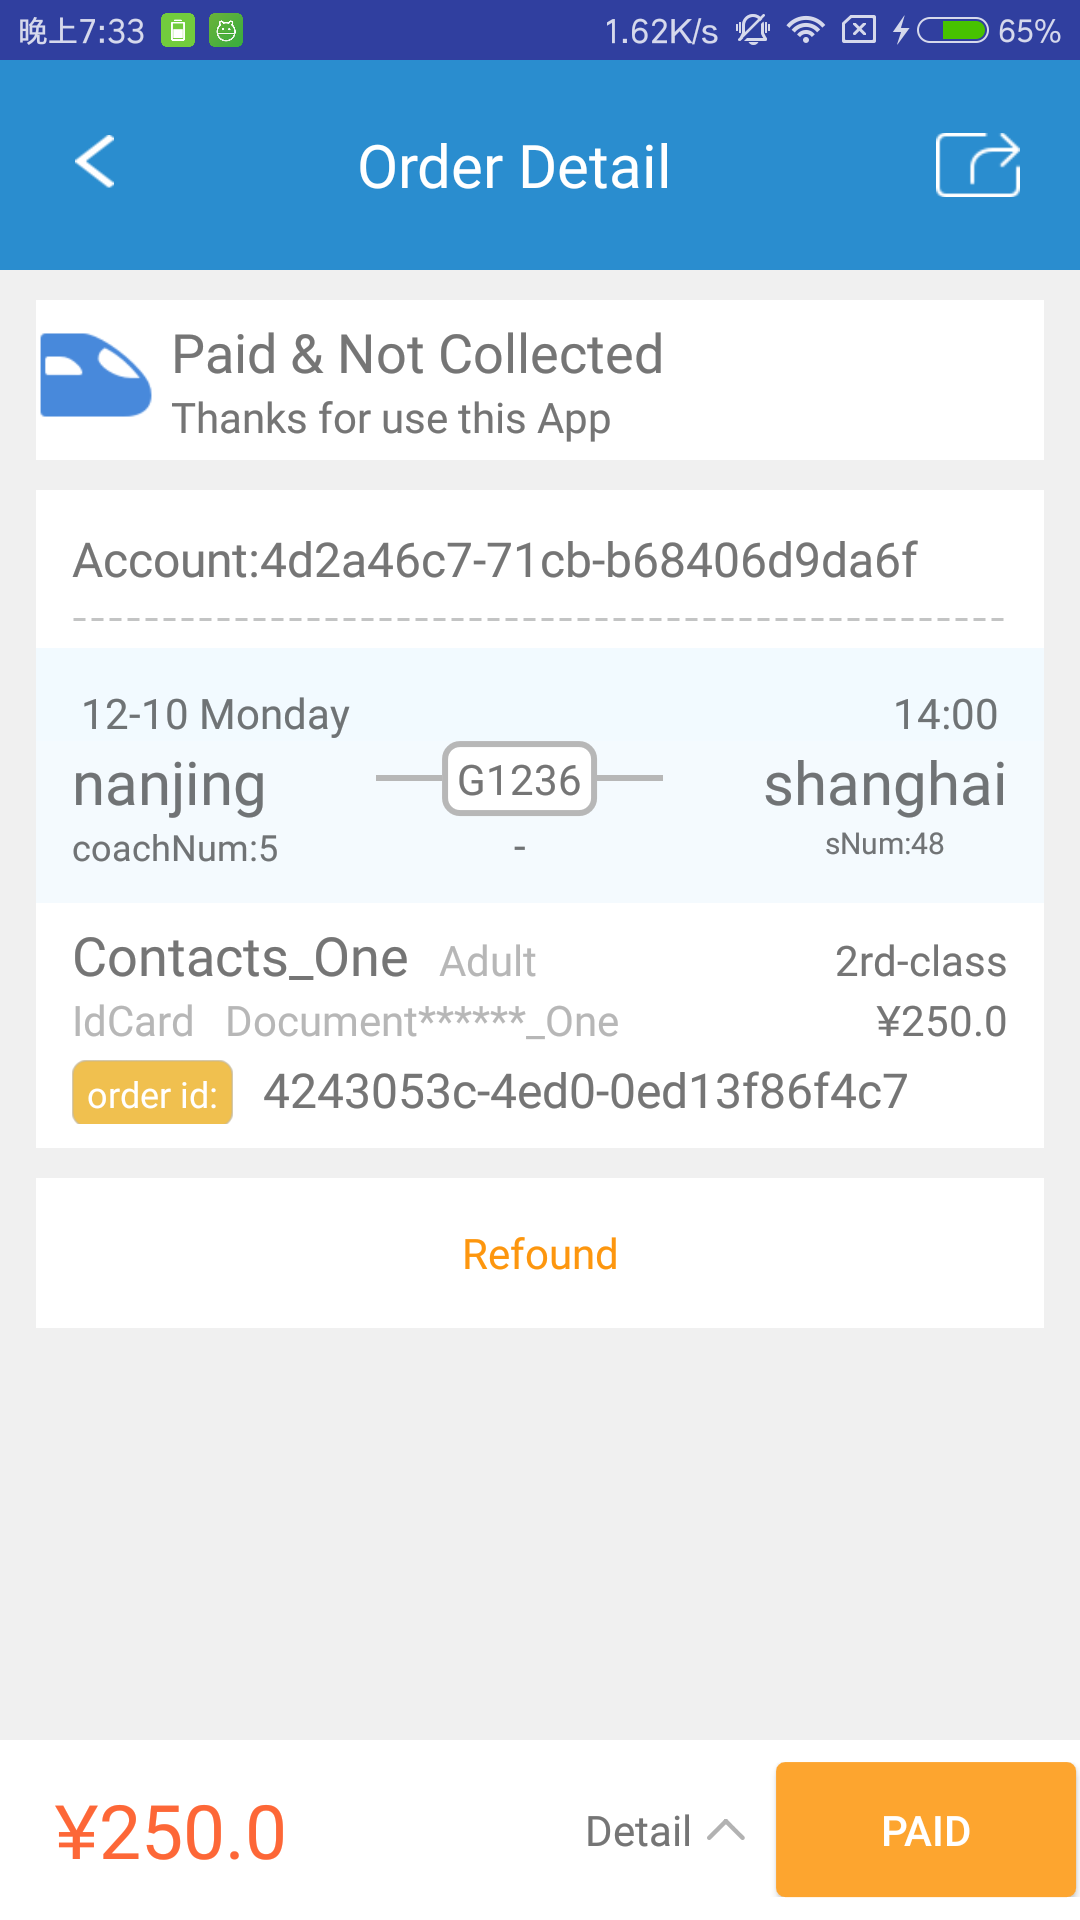 晚上7:33 1.62K/s 65%
Order Detail
Paid & Not Collected
Thanks for use this App
Account:4d2a46c7-71cb-b68406d9da6f
12-10 Monday 14:00
nanjing G1236 shanghai
coachNum:5 - sNum:48
Contacts_One Adult 2rd-class
IdCard Document******_One ¥250.0
order id: 4243053c-4ed0-0ed13f86f4c7
Refound
¥250.0 Detail PAID